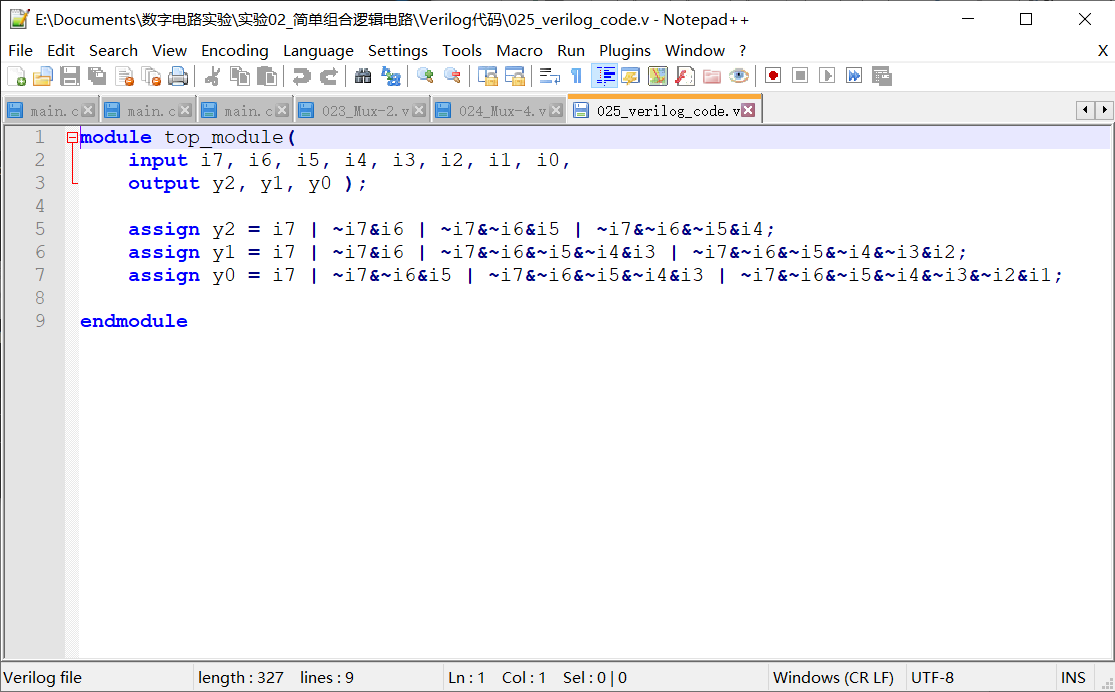 E:\Documents\数字电路实验\实验02_简单组合逻辑电路\Verilog代码\025_verilog_code.v - Notepad++
File Edit Search View Encoding Language Settings Tools Macro Run Plugins Window ? X
main.c main.c main.c 023_Mux-2.v 024_Mux-4.v 025_verilog_code.v
1 module top_module(
2 input i7, i6, i5, i4, i3, i2, i1, i0,
3 output y2, y1, y0 );
4
5 assign y2 = i7 | ~i7&i6 | ~i7&~i6&i5 | ~i7&~i6&~i5&i4;
6 assign y1 = i7 | ~i7&i6 | ~i7&~i6&~i5&~i4&i3 | ~i7&~i6&~i5&~i4&~i3&i2;
7 assign y0 = i7 | ~i7&~i6&i5 | ~i7&~i6&~i5&~i4&i3 | ~i7&~i6&~i5&~i4&~i3&~i2&i1;
8
9 endmodule
Verilog file length : 327 lines : 9 Ln : 1 Col : 1 Sel : 0 | 0 Windows (CR LF) UTF-8 INS